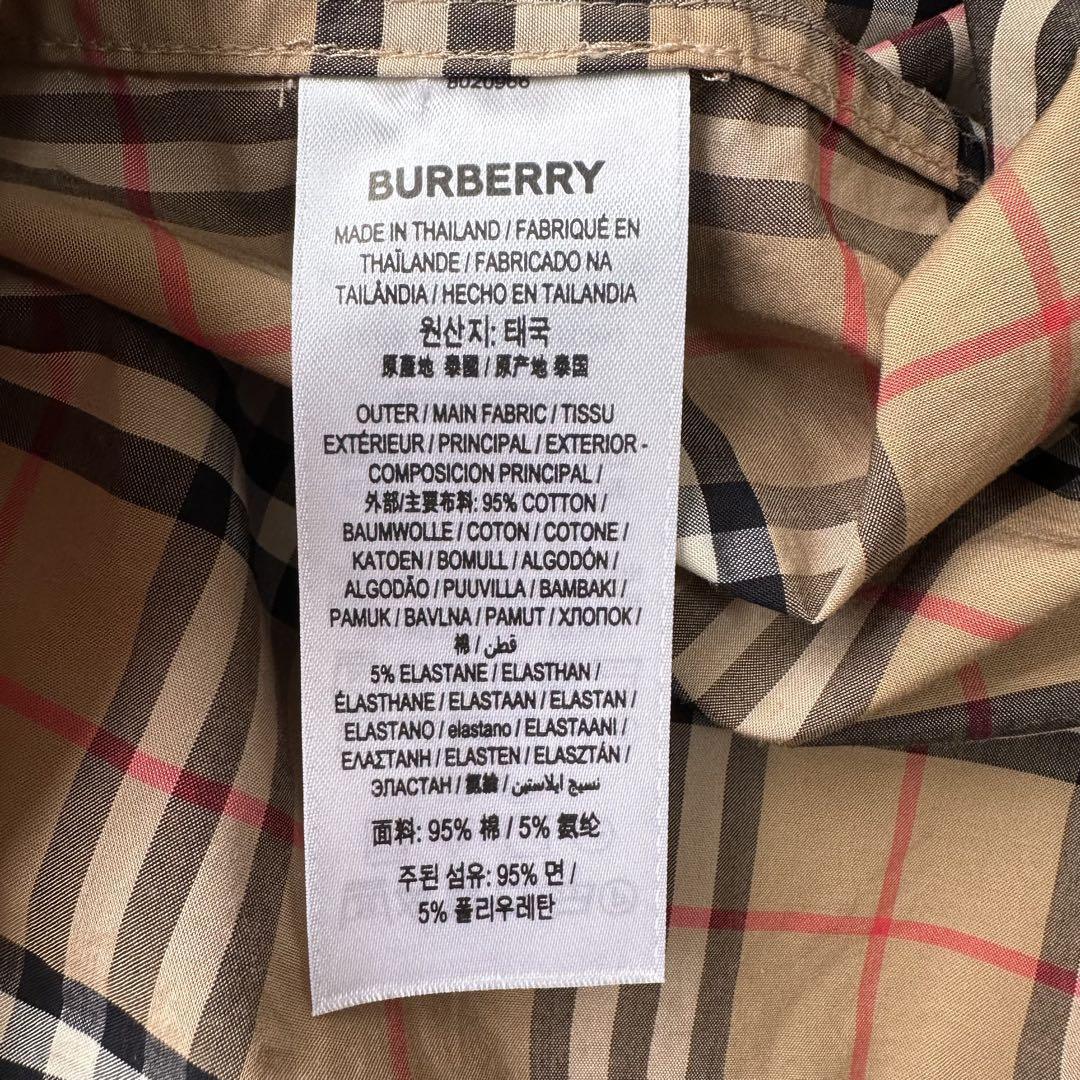 8020966
BURBERRY
MADE IN THAILAND / FABRIQUÉ EN
THAÏLANDE / FABRICADO NA
TAILÂNDIA / HECHO EN TAILANDIA
원산지: 태국
原產地 泰國 / 原产地 泰国
OUTER / MAIN FABRIC / TISSU
EXTÉRIEUR / PRINCIPAL / EXTERIOR -
COMPOSICION PRINCIPAL /
外部/主要布料: 95% COTTON /
BAUMWOLLE / COTON / COTONE /
KATOEN / BOMULL / ALGODÓN /
ALGODÃO / PUUVILLA / BAMBAKI /
PAMUK / BAVLNA / PAMUT / ХЛОПОК /
棉 / قطن
5% ELASTANE / ELASTHAN /
ÉLASTHANE / ELASTAAN / ELASTAN /
ELASTANO / elastano / ELASTAANI /
ΕΛΑΣΤΑΝΗ / ELASTEN / ELASZTÁN /
ЭЛАСТАН / 氨綸 / نسيج ايلاستين
面料: 95% 棉 / 5% 氨纶
주된 섬유: 95% 면 /
5% 폴리우레탄